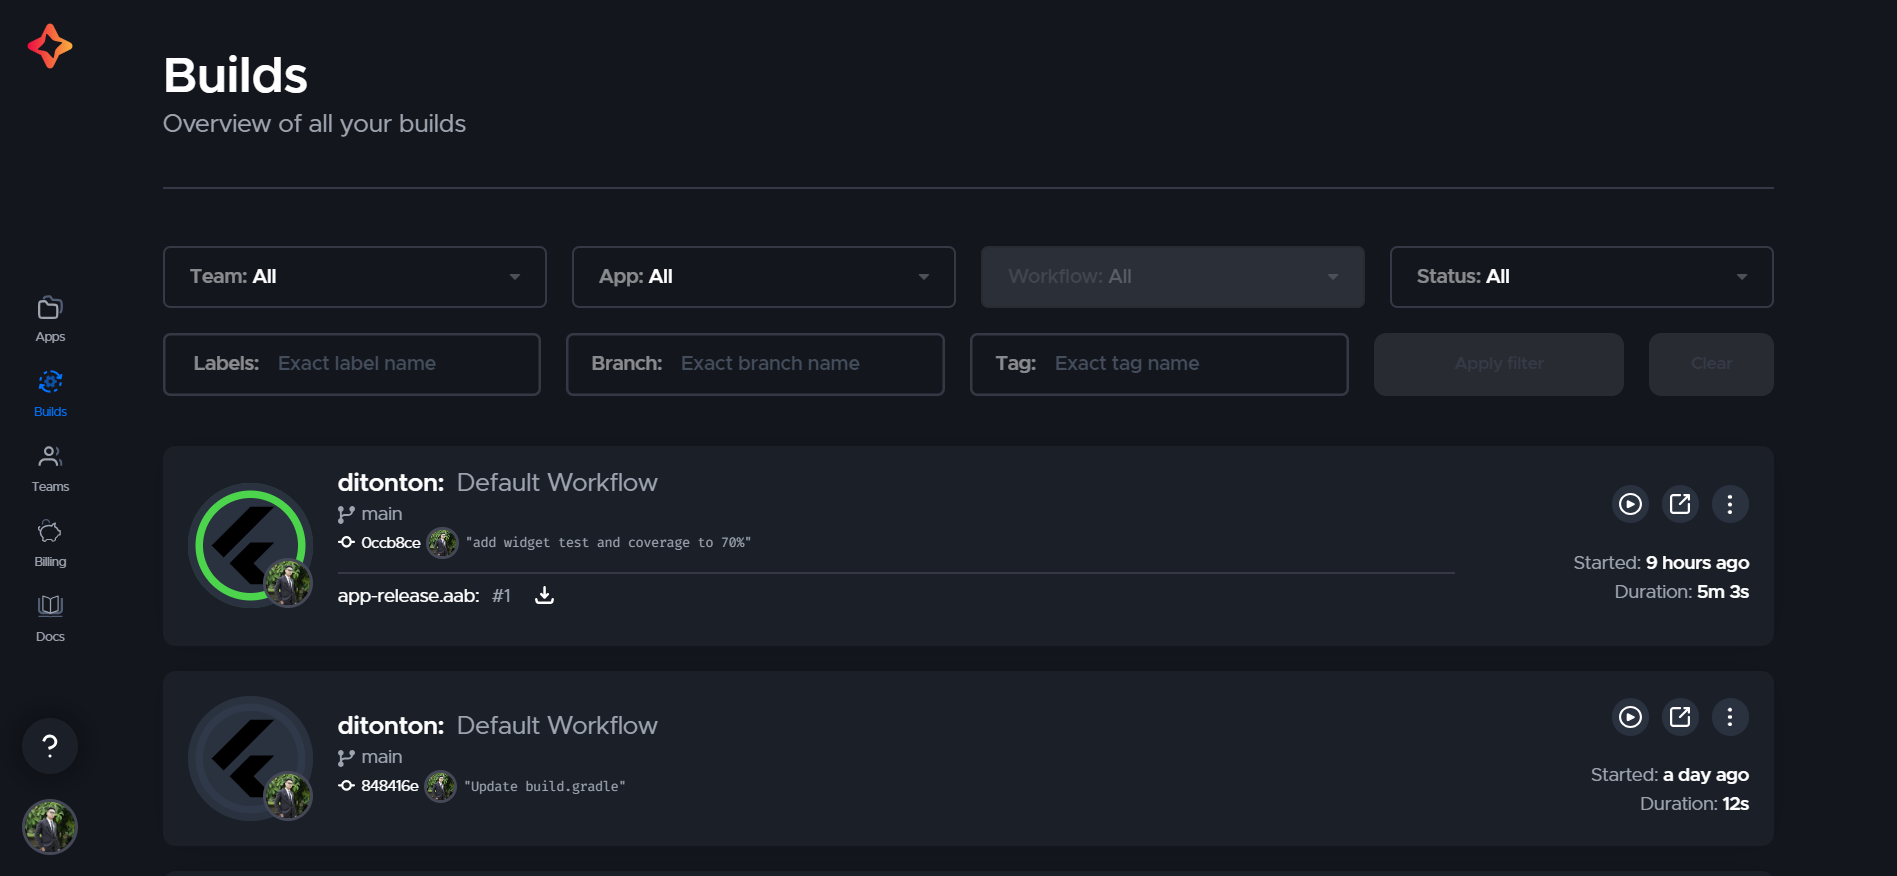 Builds
Overview of all your builds
Team: All
App: All
Workflow: All
Status: All
Labels: Exact label name
Branch: Exact branch name
Tag: Exact tag name
Apply filter
Clear
Apps
Builds
Teams
Billing
Docs
?
ditonton: Default Workflow
main
0ccb8ce "add widget test and coverage to 70%"
app-release.aab: #1
Started: 9 hours ago
Duration: 5m 3s
ditonton: Default Workflow
main
848416e "Update build.gradle"
Started: a day ago
Duration: 12s